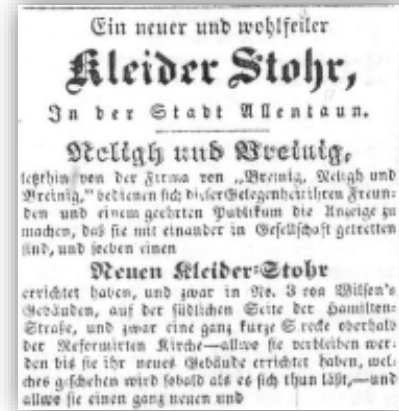 Ein neuer und wohlfeiler
Kleider Stohr,
In der Stadt Allentaun.
Neligh und Breinig,
letzthin von der Firma von „Breinig, Neligh und
Breinig," bedienen sich dieser Gelegenheit ihren Freun-
den und einem geehrten Publikum die Anzeige zu
machen, daß sie mit einander in Gesellschaft getretten
sind, und soeben einen
Neuen Kleider-Stohr
errichtet haben, und zwar in No. 3 von Wilson's
Gebäuden, auf der südlichen Seite der Hamilton-
Straße, und zwar eine ganz kurze Strecke oberhalb
der Reformirten Kirche—allwo sie verbleiben wer-
den bis sie ihr neues Gebäude errichtet haben, wel-
ches geschehen wird sobald als es sich thun läßt,—und
allwo sie einen ganz neuen und